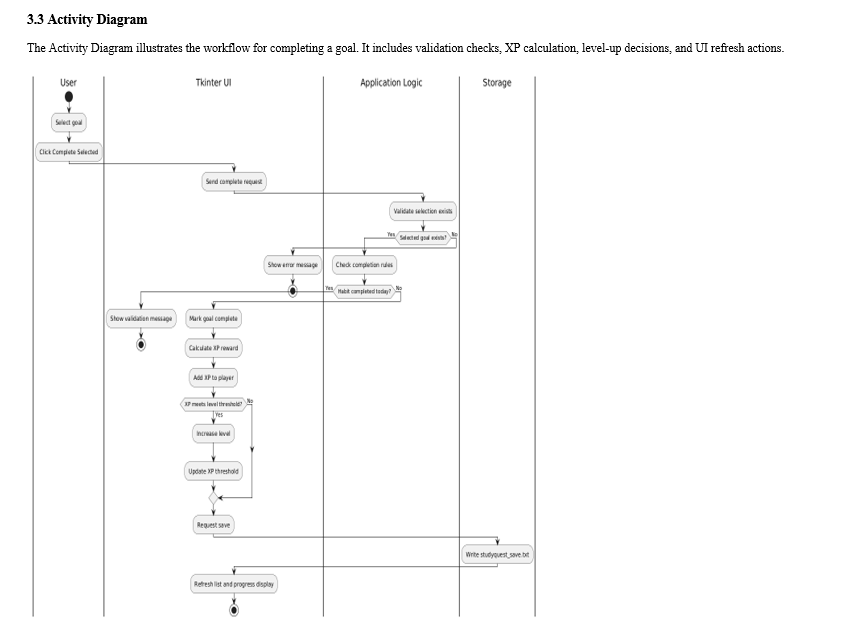 3.3 Activity Diagram
The Activity Diagram illustrates the workflow for completing a goal. It includes validation checks, XP calculation, level-up decisions, and UI refresh actions.
User
Tkinter UI
Application Logic
Storage
Select goal
Click Complete Selected
Send complete request
Validate selection exists
Yes
Selected goal exists?
No
Show error message
Check completion rules
Yes
Habit completed today?
No
Show validation message
Mark goal complete
Calculate XP reward
Add XP to player
XP meets level threshold?
No
Yes
Increase level
Update XP threshold
Request save
Write studyquest_save.txt
Refresh list and progress display